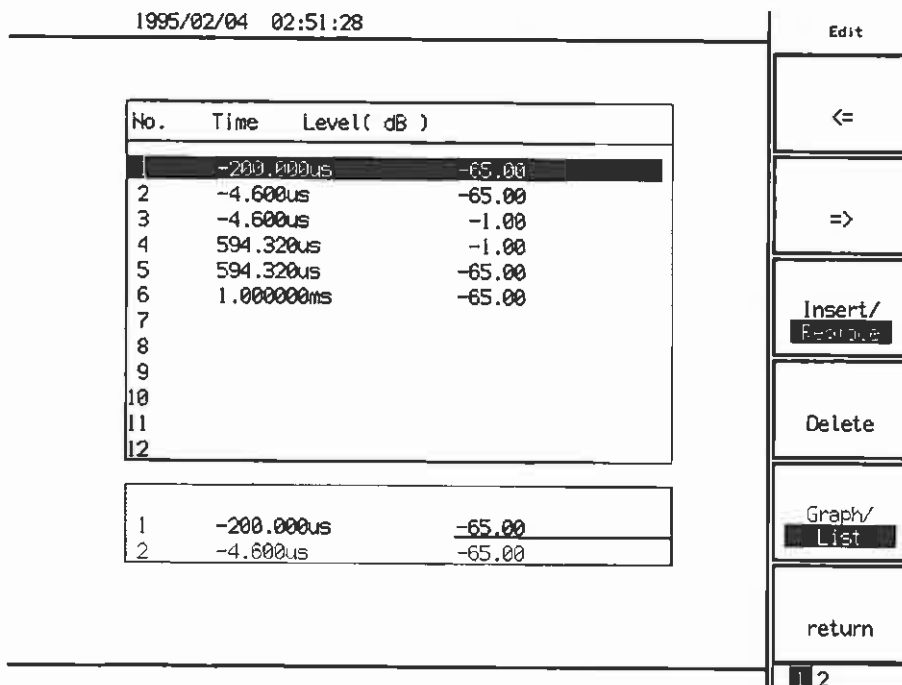 1995/02/04 02:51:28
Edit
No. Time Level( dB )
1 -200.000us -65.00
2 -4.600us -65.00
3 -4.600us -1.00
4 594.320us -1.00
5 594.320us -65.00
6 1.000000ms -65.00
7
8
9
10
11
12
1 -200.000us -65.00
2 -4.600us -65.00
<=
=>
Insert/
Replace
Delete
Graph/
List
return
1 2